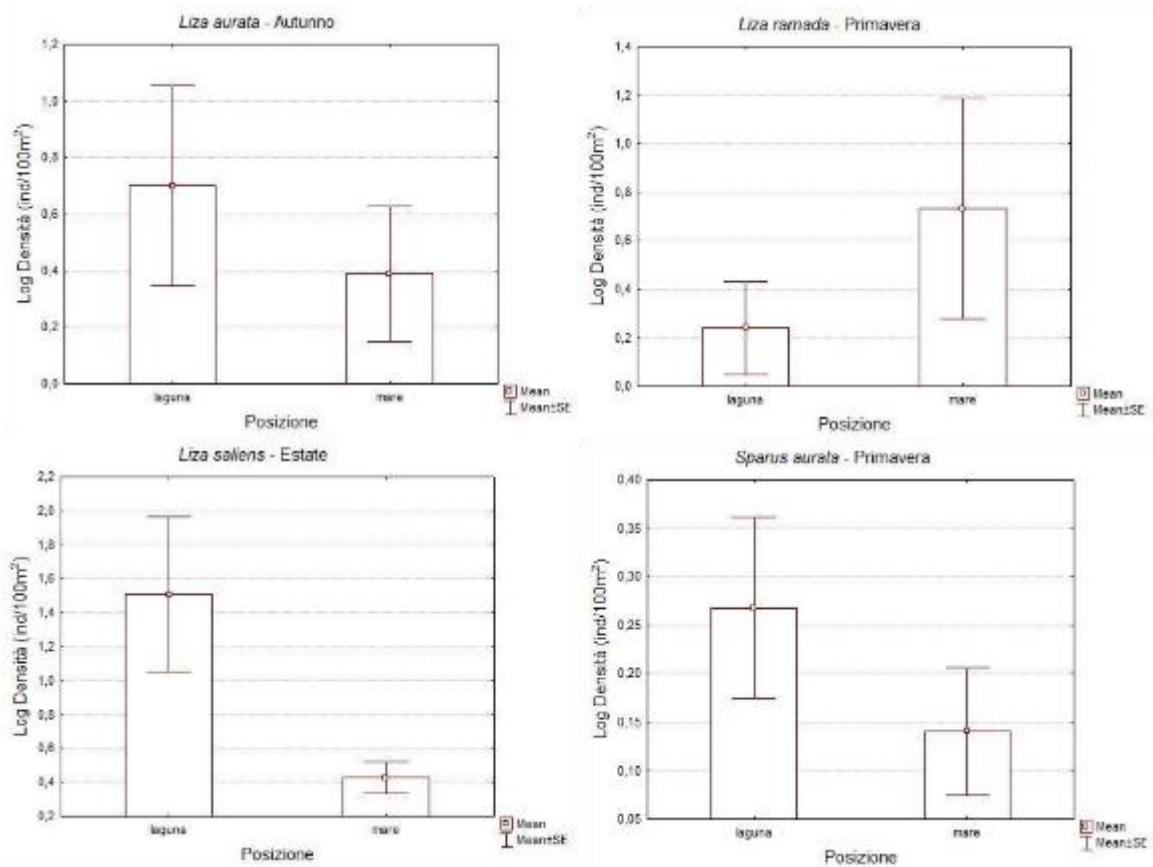 Liza aurata - Autunno
Log Densità (ind/100m²)
1,2
1,0
0,8
0,6
0,4
0,2
0,0
laguna mare
Posizione
Mean
Mean±SE
Liza ramada - Primavera
Log Densità (ind/100m²)
1,4
1,2
1,0
0,8
0,6
0,4
0,2
0,0
laguna mare
Posizione
Mean
Mean±SE
Liza saliens - Estate
Log Densità (ind/100m²)
2,2
2,0
1,8
1,6
1,4
1,2
1,0
0,8
0,6
0,4
0,2
laguna mare
Posizione
Mean
Mean±SE
Sparus aurata - Primavera
Log Densità (ind/100m²)
0,40
0,35
0,30
0,25
0,20
0,15
0,10
0,05
laguna mare
Posizione
Mean
Mean±SE